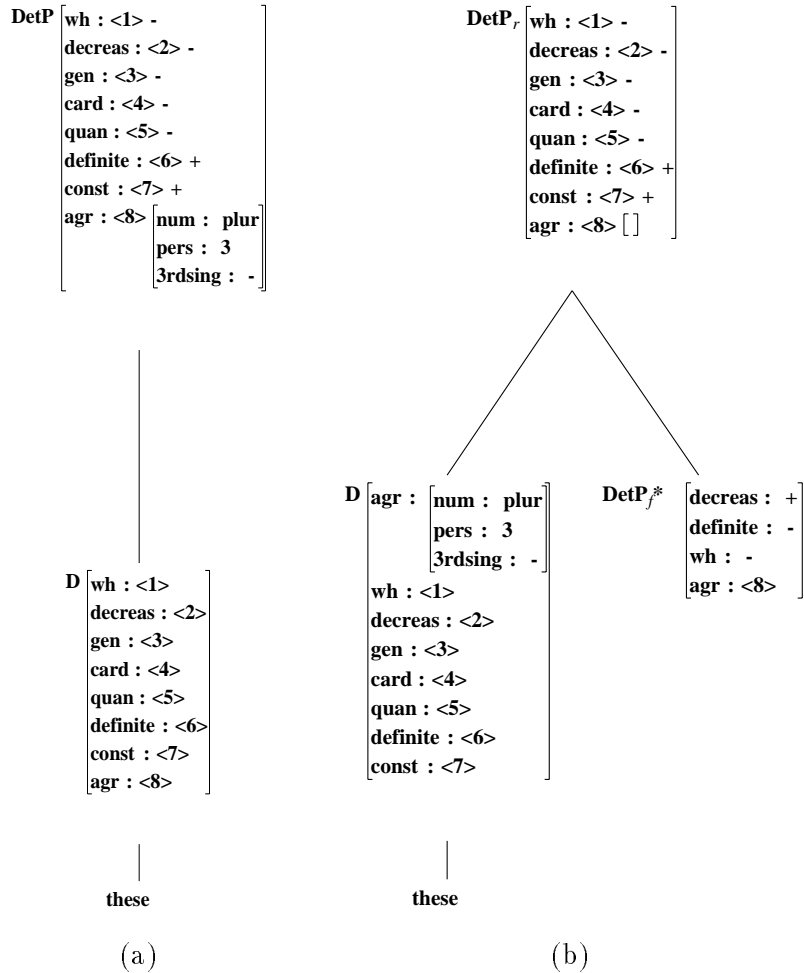 DetP wh : <1> -
decreas : <2> -
gen : <3> -
card : <4> -
quan : <5> -
definite : <6> +
const : <7> +
agr : <8> [num : plur
pers : 3
3rdsing : -]
D wh : <1>
decreas : <2>
gen : <3>
card : <4>
quan : <5>
definite : <6>
const : <7>
agr : <8>
these
(a)
DetPr wh : <1> -
decreas : <2> -
gen : <3> -
card : <4> -
quan : <5> -
definite : <6> +
const : <7> +
agr : <8> [ ]
D agr : [num : plur
pers : 3
3rdsing : -]
wh : <1>
decreas : <2>
gen : <3>
card : <4>
quan : <5>
definite : <6>
const : <7>
DetPf* decreas : +
definite : -
wh : -
agr : <8>
these
(b)